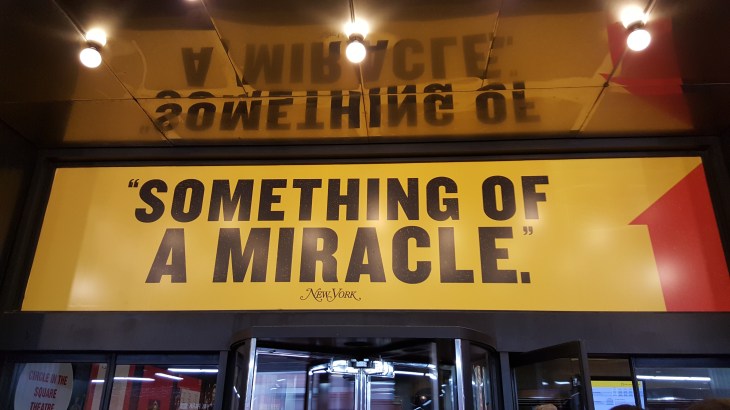 “SOMETHING OF
A MIRACLE.”
NEW YORK
CIRCLE IN THE
SQUARE
THEATRE